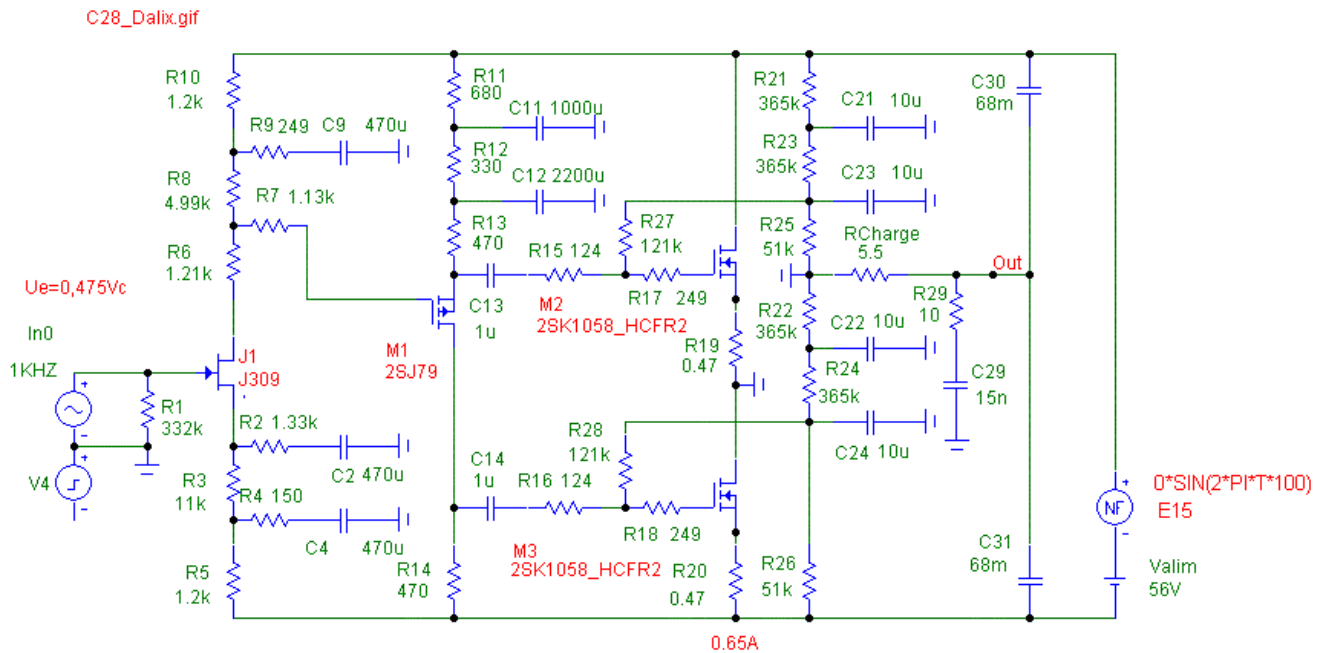 C28_Dalix.gif
R10
1.2k
R9 249 C9 470u
R8
4.99k
R7 1.13k
R6
1.21k
Ue=0,475Vc
In0
1KHZ
J1
J309
R1
332k
R2 1.33k
C2 470u
V4
R3
11k
R4 150
C4 470u
R5
1.2k
R11
680
C11 1000u
R12
330
C12 2200u
R13
470
C13
1u
M1
2SJ79
R15 124
R27
121k
R17 249
M2
2SK1058_HCFR2
R19
0.47
C14
1u
R16 124
R28
121k
R18 249
M3
2SK1058_HCFR2
R14
470
R20
0.47
0.65A
R21
365k
C21 10u
R23
365k
C23 10u
R25
51k
RCharge
5.5
Out
R29
10
R22
365k
C22 10u
R24
365k
C29
15n
C24 10u
R26
51k
C30
68m
C31
68m
NF
0*SIN(2*PI*T*100)
E15
Valim
56V